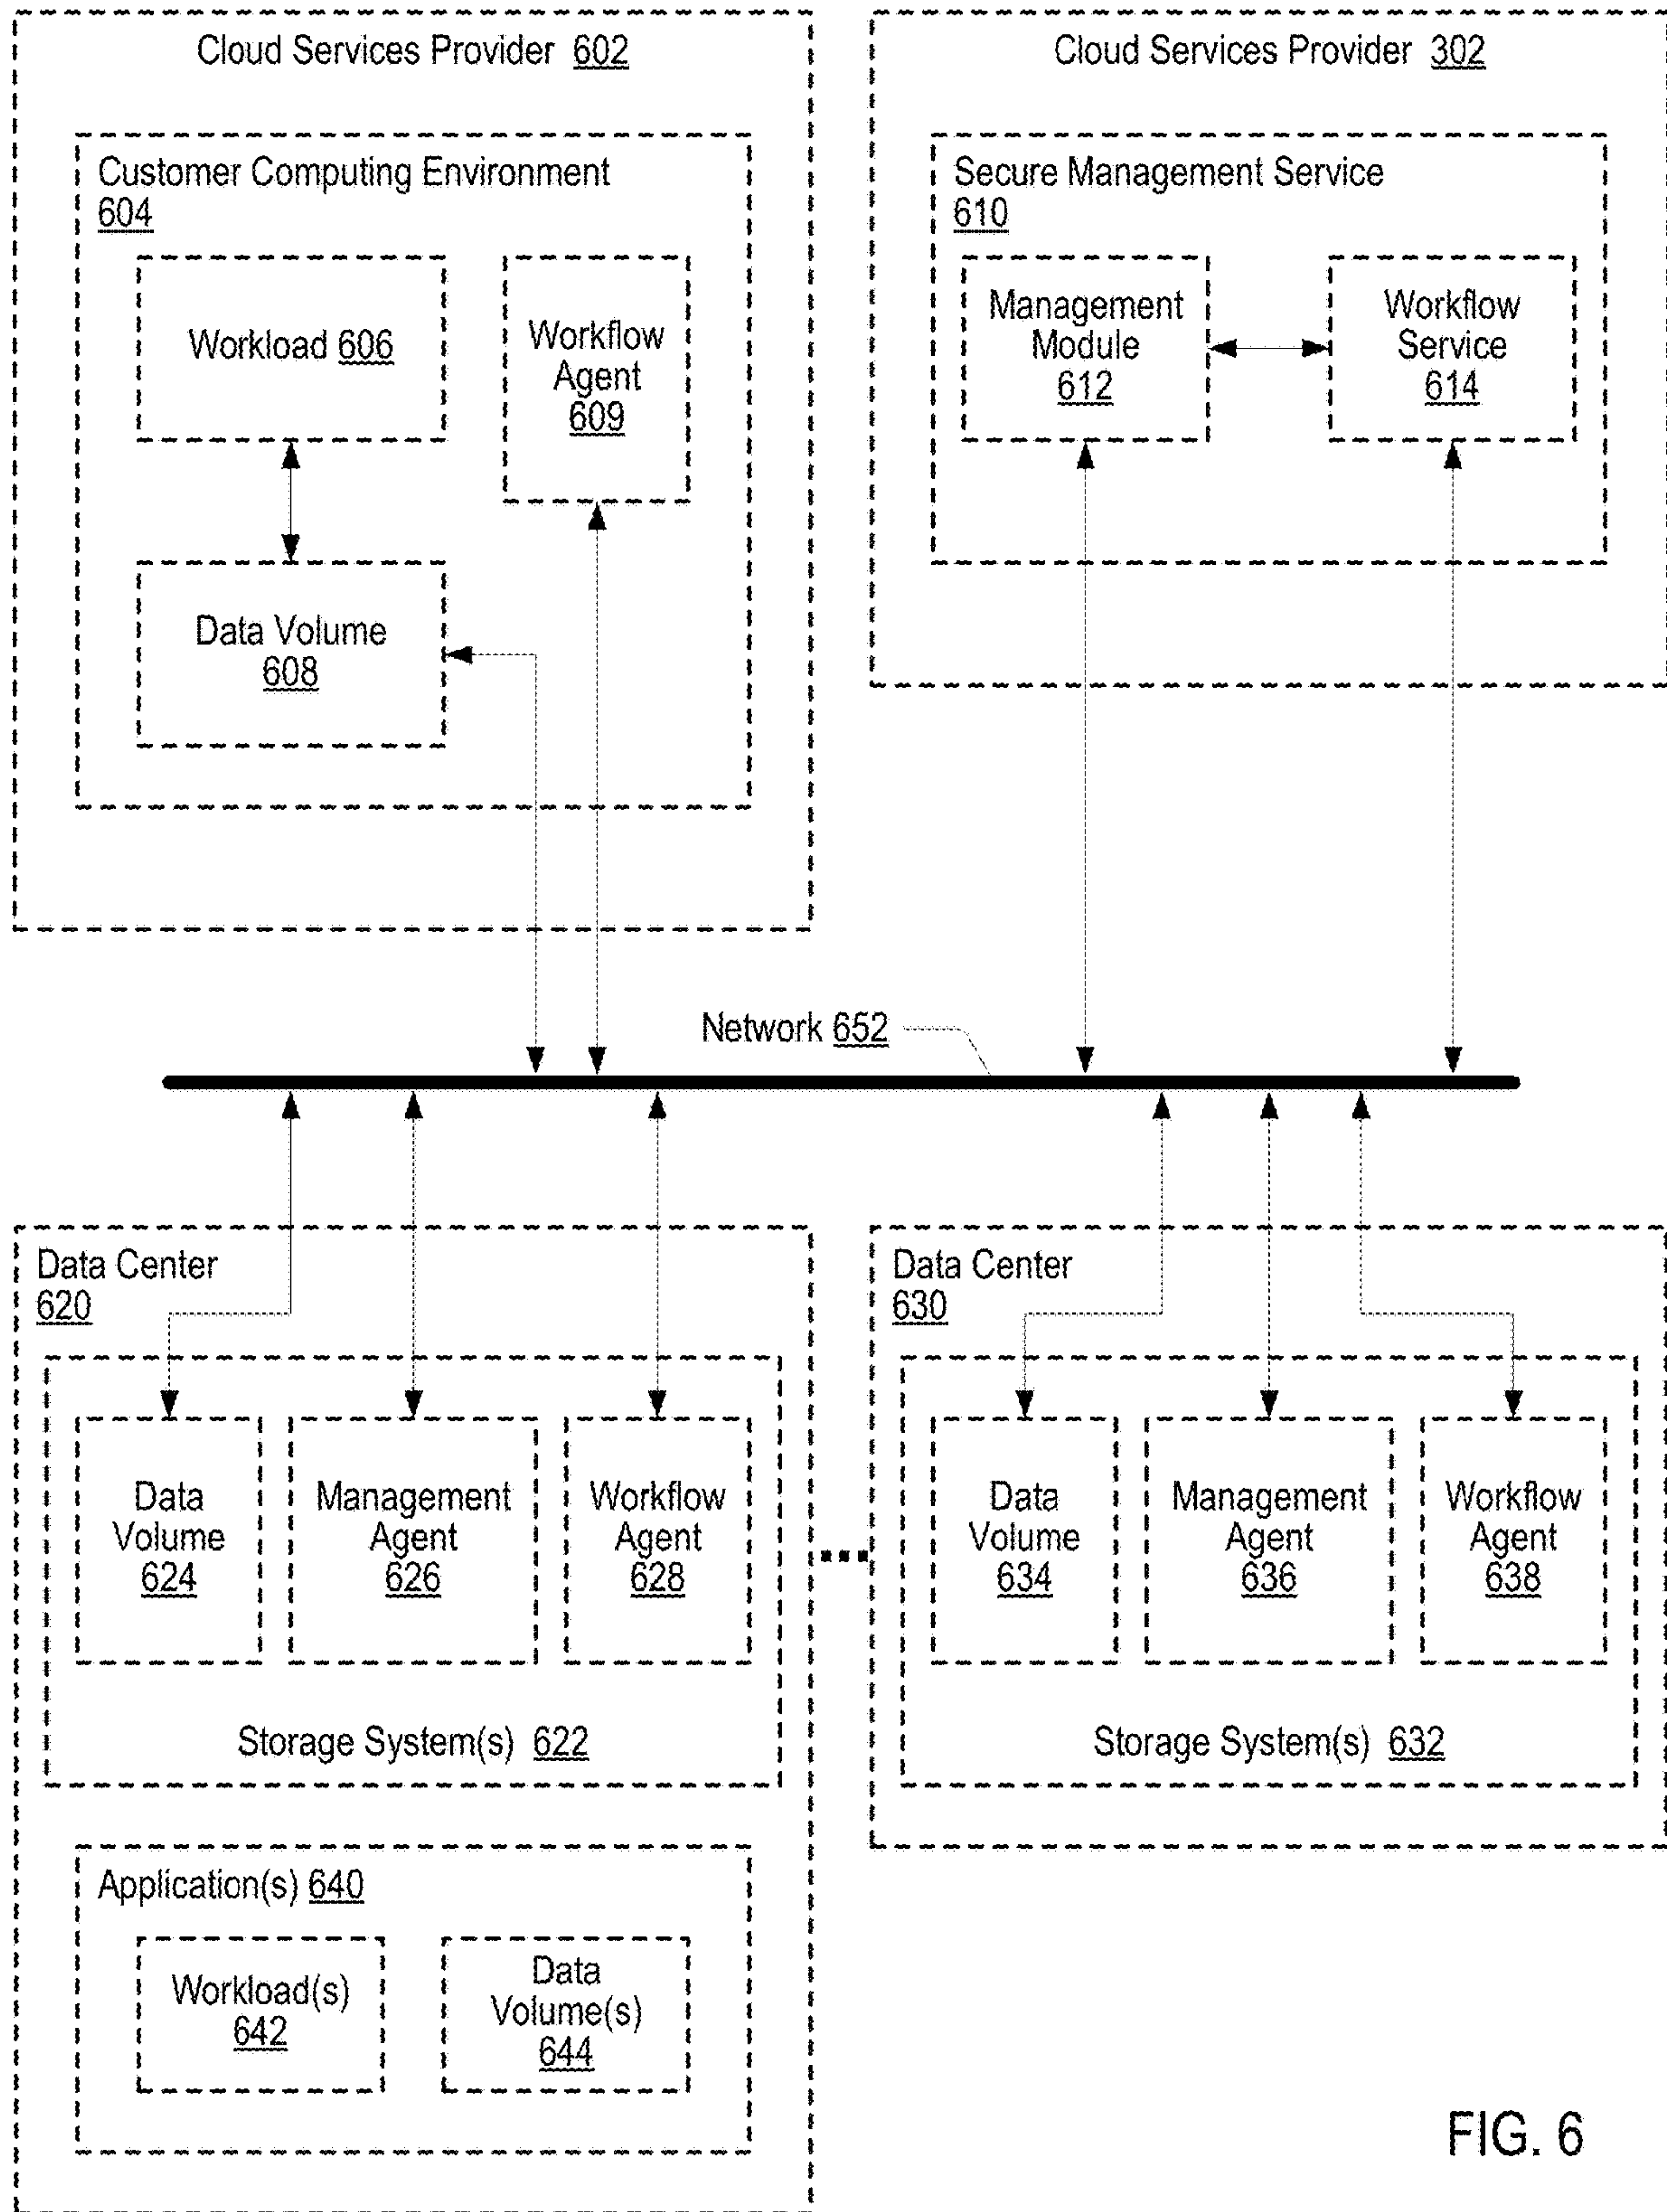 Cloud Services Provider 602
Customer Computing Environment
604
Workload 606
Workflow
Agent
609
Data Volume
608
Cloud Services Provider 302
Secure Management Service
610
Management
Module
612
Workflow
Service
614
Network 652
Data Center
620
Data
Volume
624
Management
Agent
626
Workflow
Agent
628
Storage System(s) 622
Application(s) 640
Workload(s)
642
Data
Volume(s)
644
Data Center
630
Data
Volume
634
Management
Agent
636
Workflow
Agent
638
Storage System(s) 632
FIG. 6